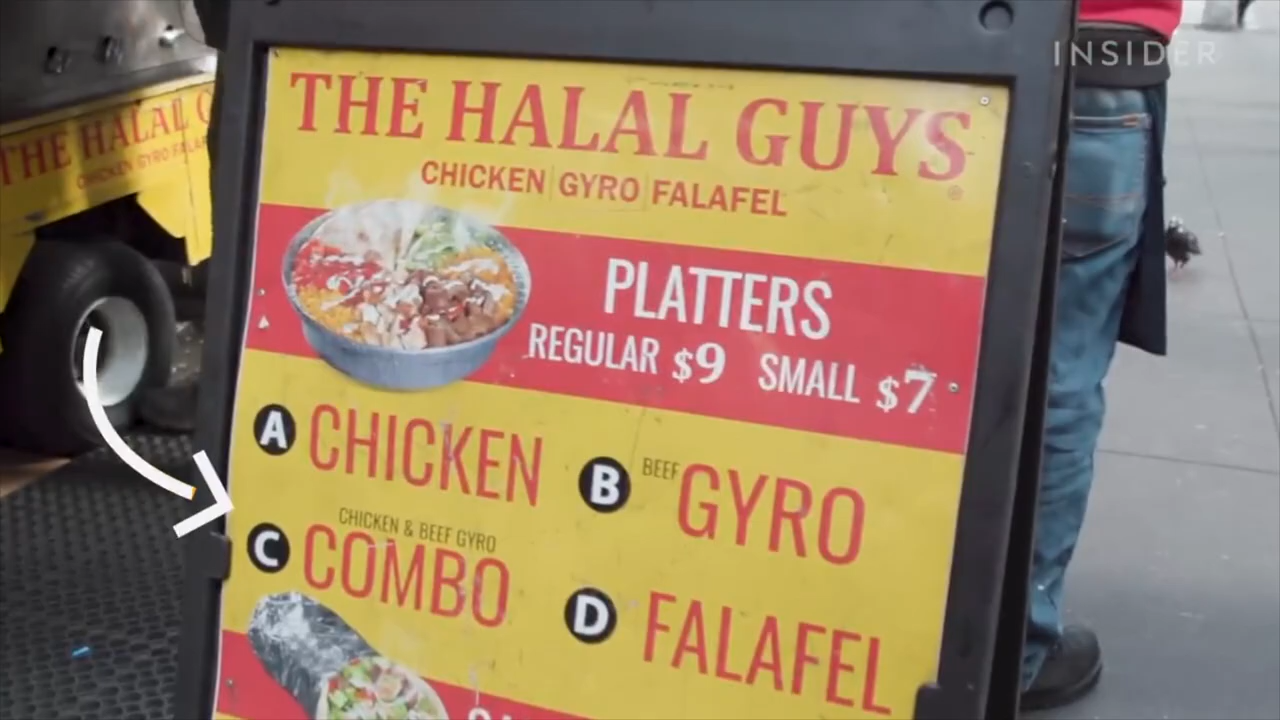 INSIDER
THE HALAL GUYS
CHICKEN GYRO FALAFEL
THE HALAL
CHICKEN GYRO
PLATTERS
REGULAR $9 SMALL $7
A CHICKEN
B BEEF GYRO
CHICKEN & BEEF GYRO
C COMBO
D FALAFEL